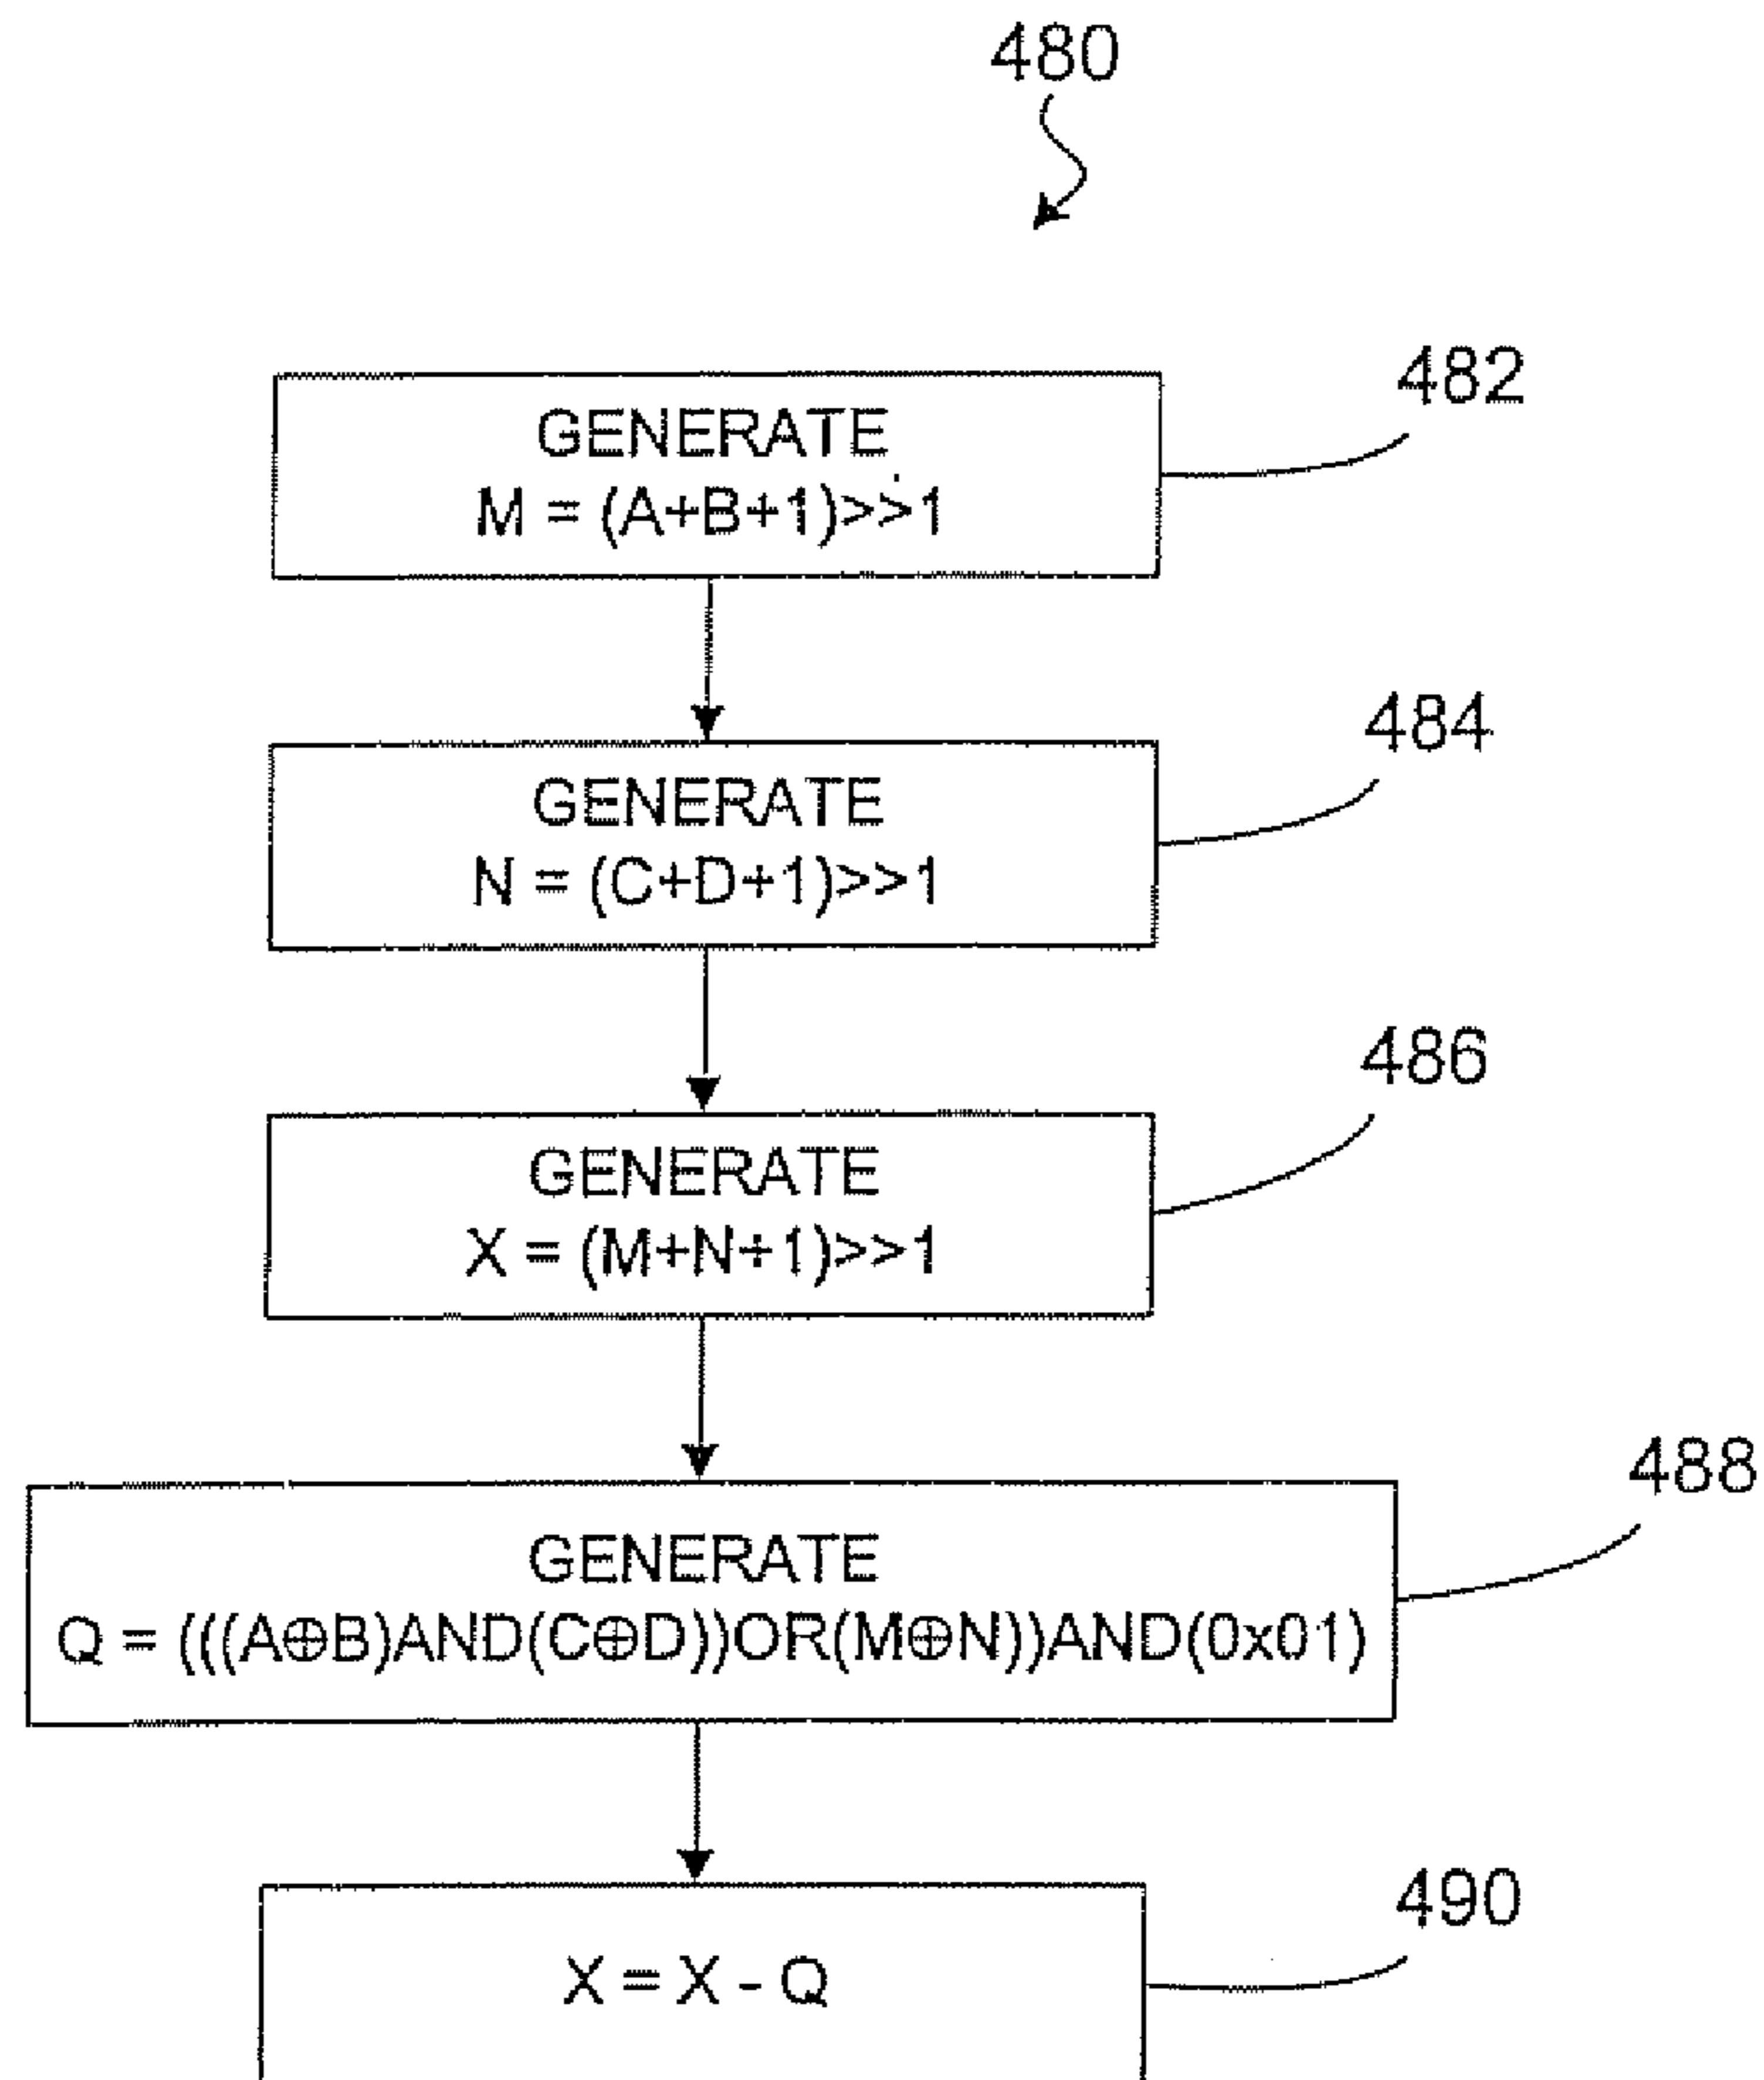 480
482
GENERATE
M = (A+B+1)>>1
484
GENERATE
N = (C+D+1)>>1
486
GENERATE
X = (M+N+1)>>1
488
GENERATE
Q = (((A⊕B)AND(C⊕D))OR(M⊕N))AND(0x01)
490
X = X - Q